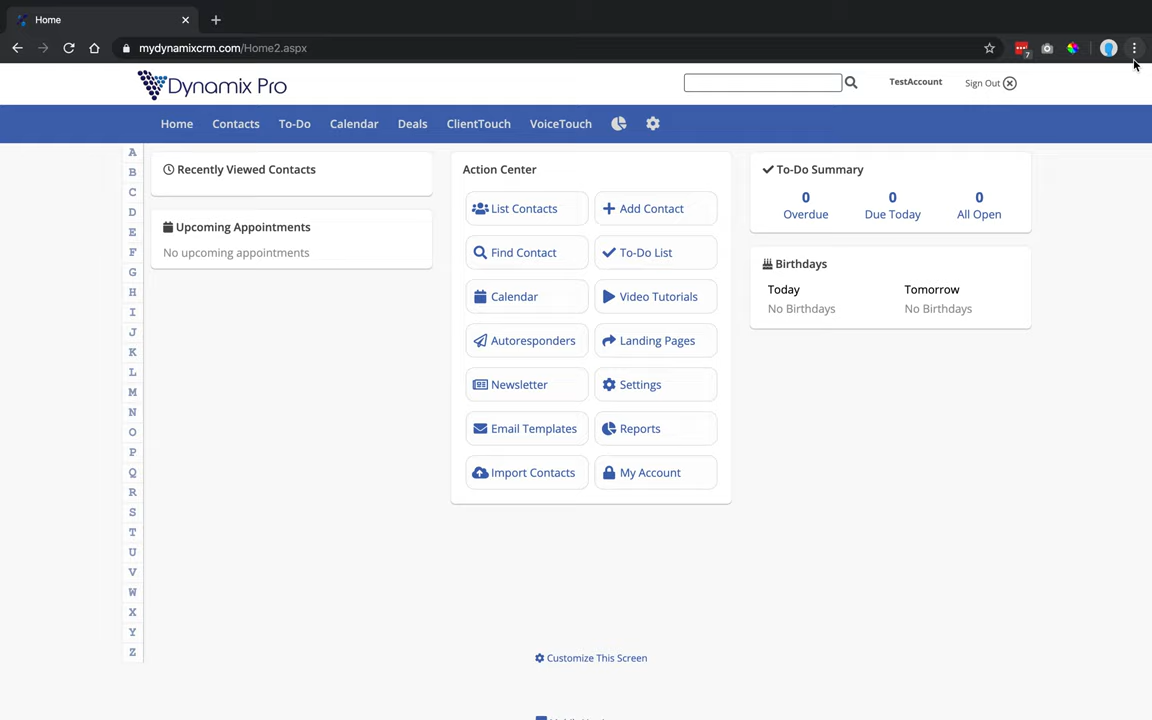 Home
mydynamixcrm.com/Home2.aspx
7
Dynamix Pro
TestAccount
Sign Out
Home
Contacts
To-Do
Calendar
Deals
ClientTouch
VoiceTouch
A
B
C
D
E
F
G
H
I
J
K
L
M
N
O
P
Q
R
S
T
U
V
W
X
Y
Z
Recently Viewed Contacts
Upcoming Appointments
No upcoming appointments
Action Center
List Contacts
Add Contact
Find Contact
To-Do List
Calendar
Video Tutorials
Autoresponders
Landing Pages
Newsletter
Settings
Email Templates
Reports
Import Contacts
My Account
To-Do Summary
0 0 0
Overdue Due Today All Open
Birthdays
Today Tomorrow
No Birthdays No Birthdays
Customize This Screen